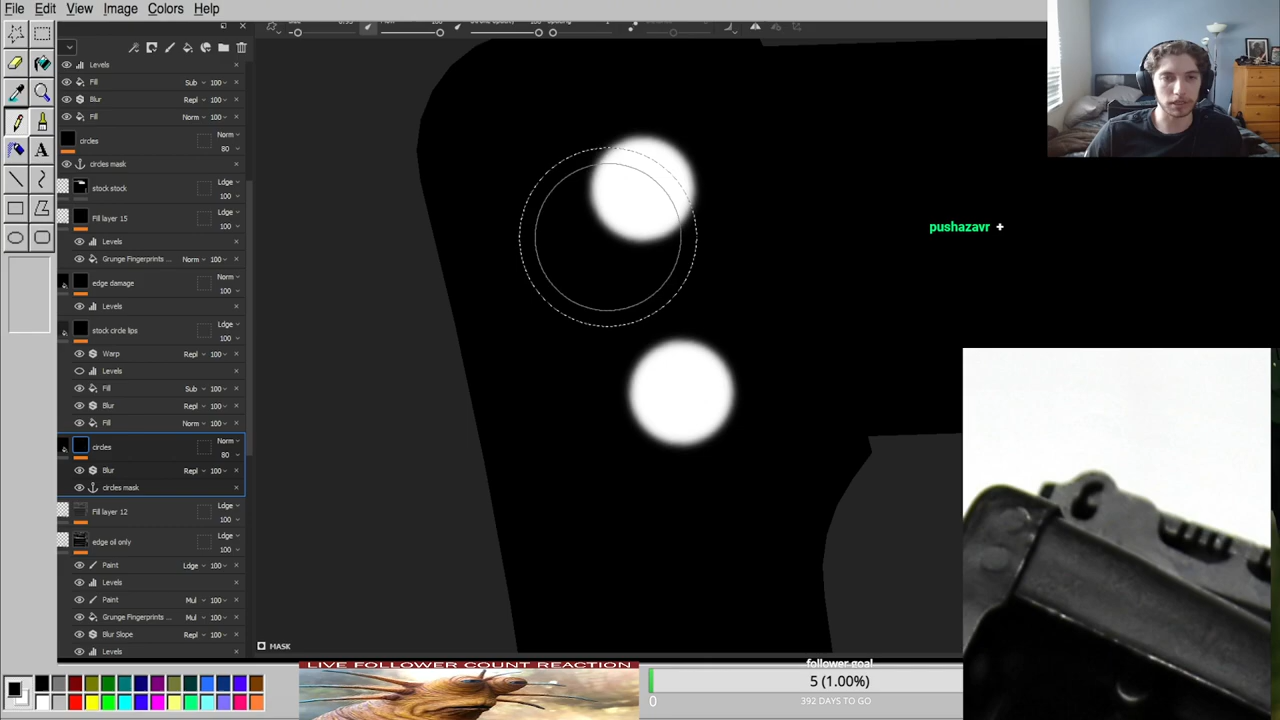 File Edit View Image Colors Help
Levels
Fill Sub 100
Blur Repl 100
Fill Norm 100
circles Norm 80
circles mask
stock stock Ldge 100
Fill layer 15 Ldge 100
Levels
Grunge Fingerprints ... Norm 100
edge damage Norm 100
Levels
stock circle lips Ldge 100
Warp Repl 100
Levels
Fill Sub 100
Blur Repl 100
Fill Norm 100
circles Norm 80
Blur Repl 100
circles mask
Fill layer 12 Ldge 100
edge oil only Ldge 100
Paint Ldge 100
Levels
Paint Mul 100
Grunge Fingerprints ... Mul 100
Blur Slope Repl 100
Levels
MASK
pushazavr +
LIVE FOLLOWER COUNT REACTION
follower goal
5 (1.00%)
0
392 DAYS TO GO